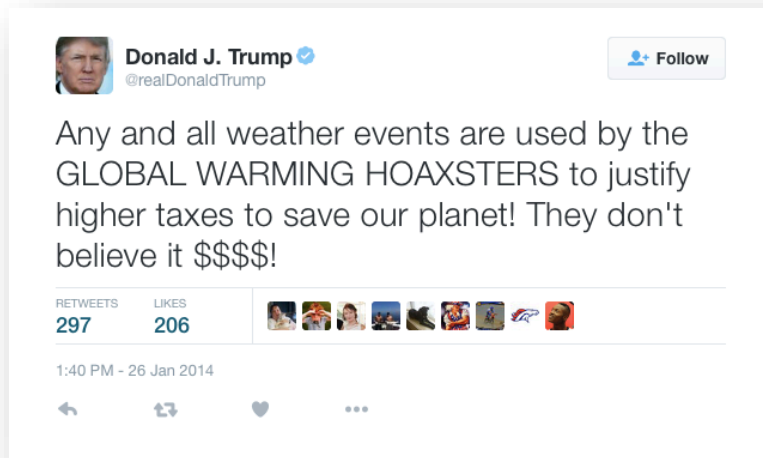 Donald J. Trump
@realDonaldTrump
Follow
Any and all weather events are used by the
GLOBAL WARMING HOAXSTERS to justify
higher taxes to save our planet! They don't
believe it $$$$!
RETWEETS LIKES
297 206
1:40 PM - 26 Jan 2014